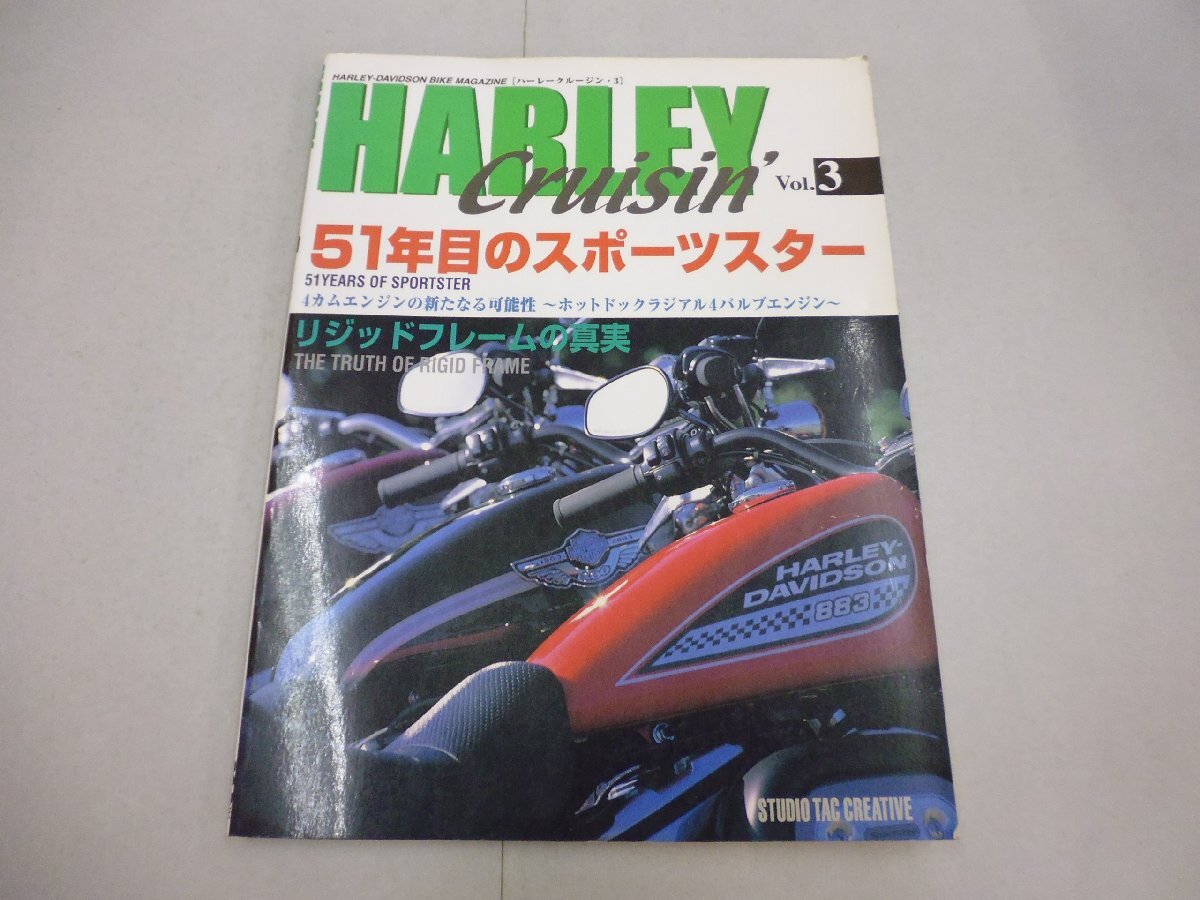 HARLEY-DAVIDSON BIKE MAGAZINE [ハーレークルージン・3]
HARLEY
Cruisin'
Vol.3
51年目のスポーツスター
51YEARS OF SPORTSTER
4カムエンジンの新たなる可能性 〜ホットドックラジアル4バルブエンジン〜
リジッドフレームの真実
THE TRUTH OF RIGID FRAME
HARLEY-
DAVIDSON
883
STUDIO TAC CREATIVE